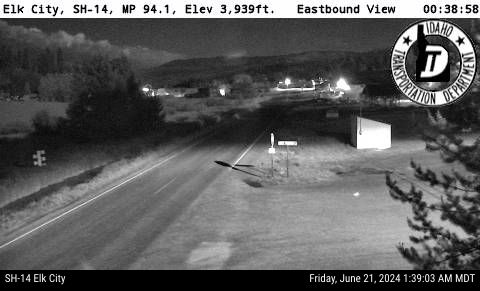 Elk City, SH-14, MP 94.1, Elev 3,939ft. Eastbound View 00:38:58
IDAHO
TRANSPORTATION DEPARTMENT
SH-14 Elk City Friday, June 21, 2024 1:39:03 AM MDT